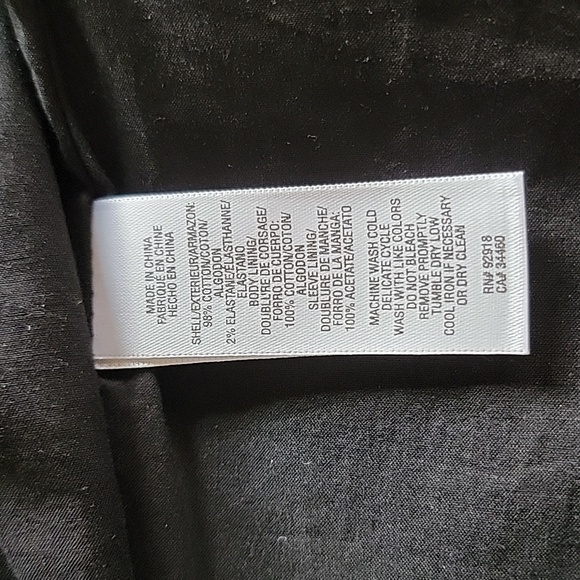 MADE IN CHINA
FABRIQUE EN CHINE
HECHO EN CHINA
SHELL/EXTERIEUR/ARMAZON:
98% COTTON/COTON/
ALGODON
2% ELASTANE/ELASTHANNE/
ELASTANO
BODY LINING/
DOUBLURE DE CORSAGE/
FORRO DE CUERPO:
100% COTTON/COTON/
ALGODON
SLEEVE LINING/
DOUBLURE DE MANCHE/
FORRO DE LA MANGA:
100% ACETATE/ACETATO
MACHINE WASH COLD
DELICATE CYCLE
WASH WITH LIKE COLORS
DO NOT BLEACH
REMOVE PROMPTLY
TUMBLE DRY LOW
COOL IRON IF NECESSARY
OR DRY CLEAN
RN# 92918
CA# 34460